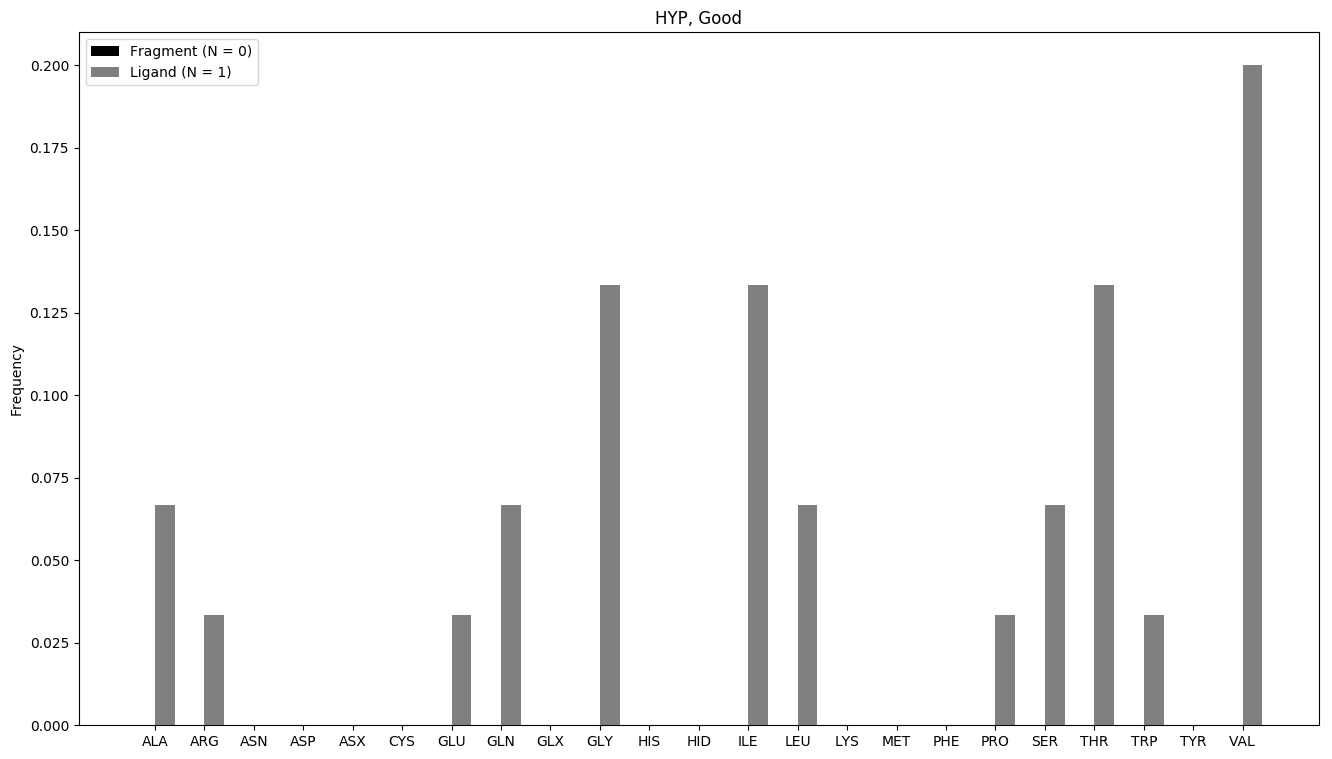 HYP, Good
Fragment (N = 0)
Ligand (N = 1)
Frequency
0.200
0.175
0.150
0.125
0.100
0.075
0.050
0.025
0.000
ALA ARG ASN ASP ASX CYS GLU GLN GLX GLY HIS HID ILE LEU LYS MET PHE PRO SER THR TRP TYR VAL